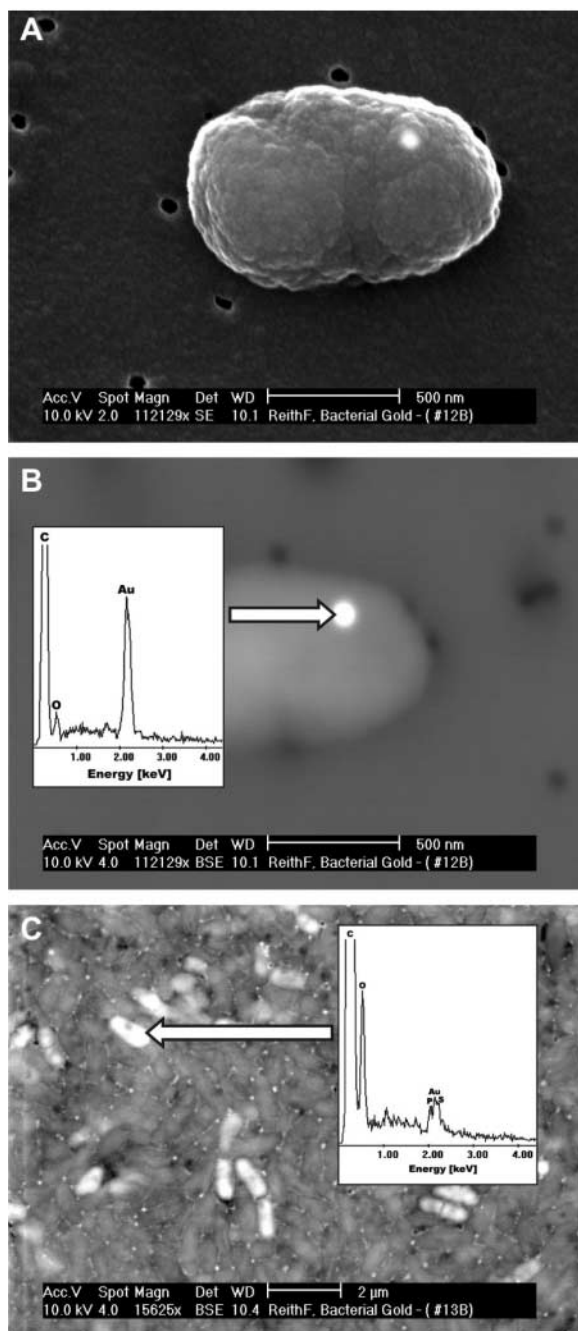 A
Acc.V Spot Magn Det WD 500 nm
10.0 kV 2.0 112129x SE 10.1 ReithF, Bacterial Gold - ( #12B)
B
C
Au
O
1.00 2.00 3.00 4.00
Energy [keV]
Acc.V Spot Magn Det WD 500 nm
10.0 kV 4.0 112129x BSE 10.1 ReithF, Bacterial Gold - ( #12B)
C
C
O
Au
P S
1.00 2.00 3.00 4.00
Energy [keV]
Acc.V Spot Magn Det WD 2 µm
10.0 kV 4.0 15625x BSE 10.4 ReithF, Bacterial Gold - ( #13B)